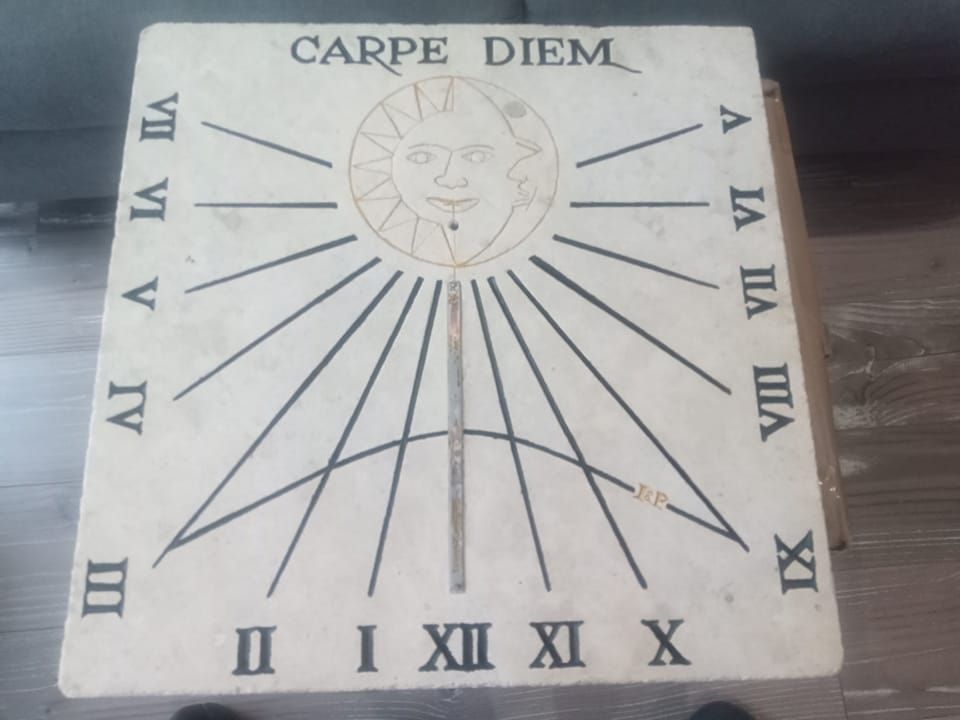 CARPE DIEM
VII
VI
V
IV
III
II I XII XI X
V
VI
VII
VIII
IX